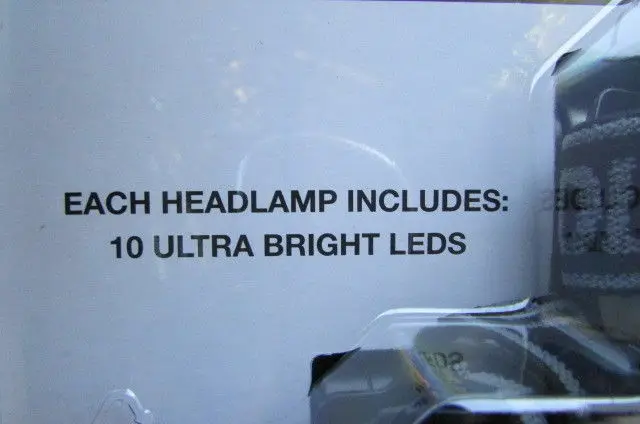 EACH HEADLAMP INCLUDES:
10 ULTRA BRIGHT LEDS